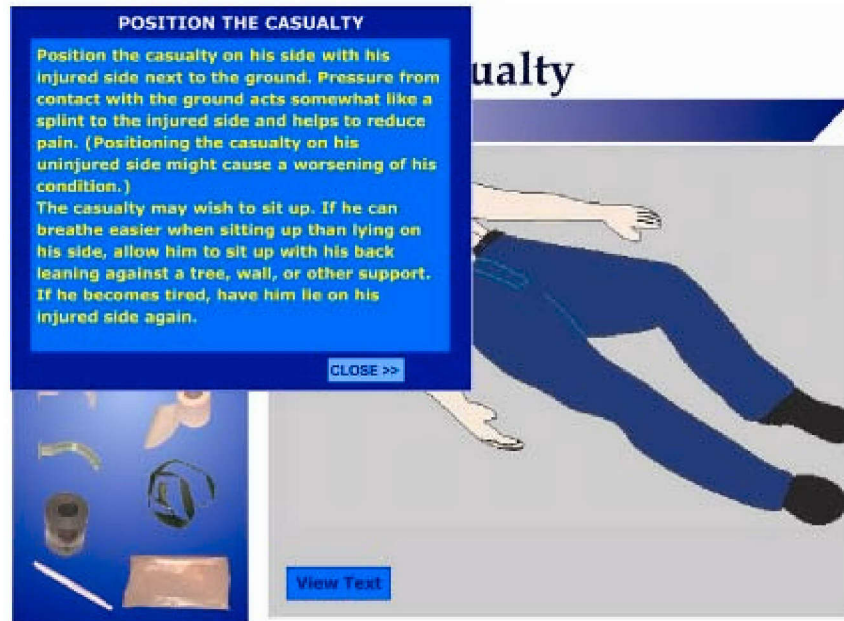 POSITION THE CASUALTY
ualty
Position the casualty on his side with his
injured side next to the ground. Pressure from
contact with the ground acts somewhat like a
splint to the injured side and helps to reduce
pain. (Positioning the casualty on his
uninjured side might cause a worsening of his
condition.)
The casualty may wish to sit up. If he can
breathe easier when sitting up than lying on
his side, allow him to sit up with his back
leaning against a tree, wall, or other support.
If he becomes tired, have him lie on his
injured side again.
CLOSE >>
View Text